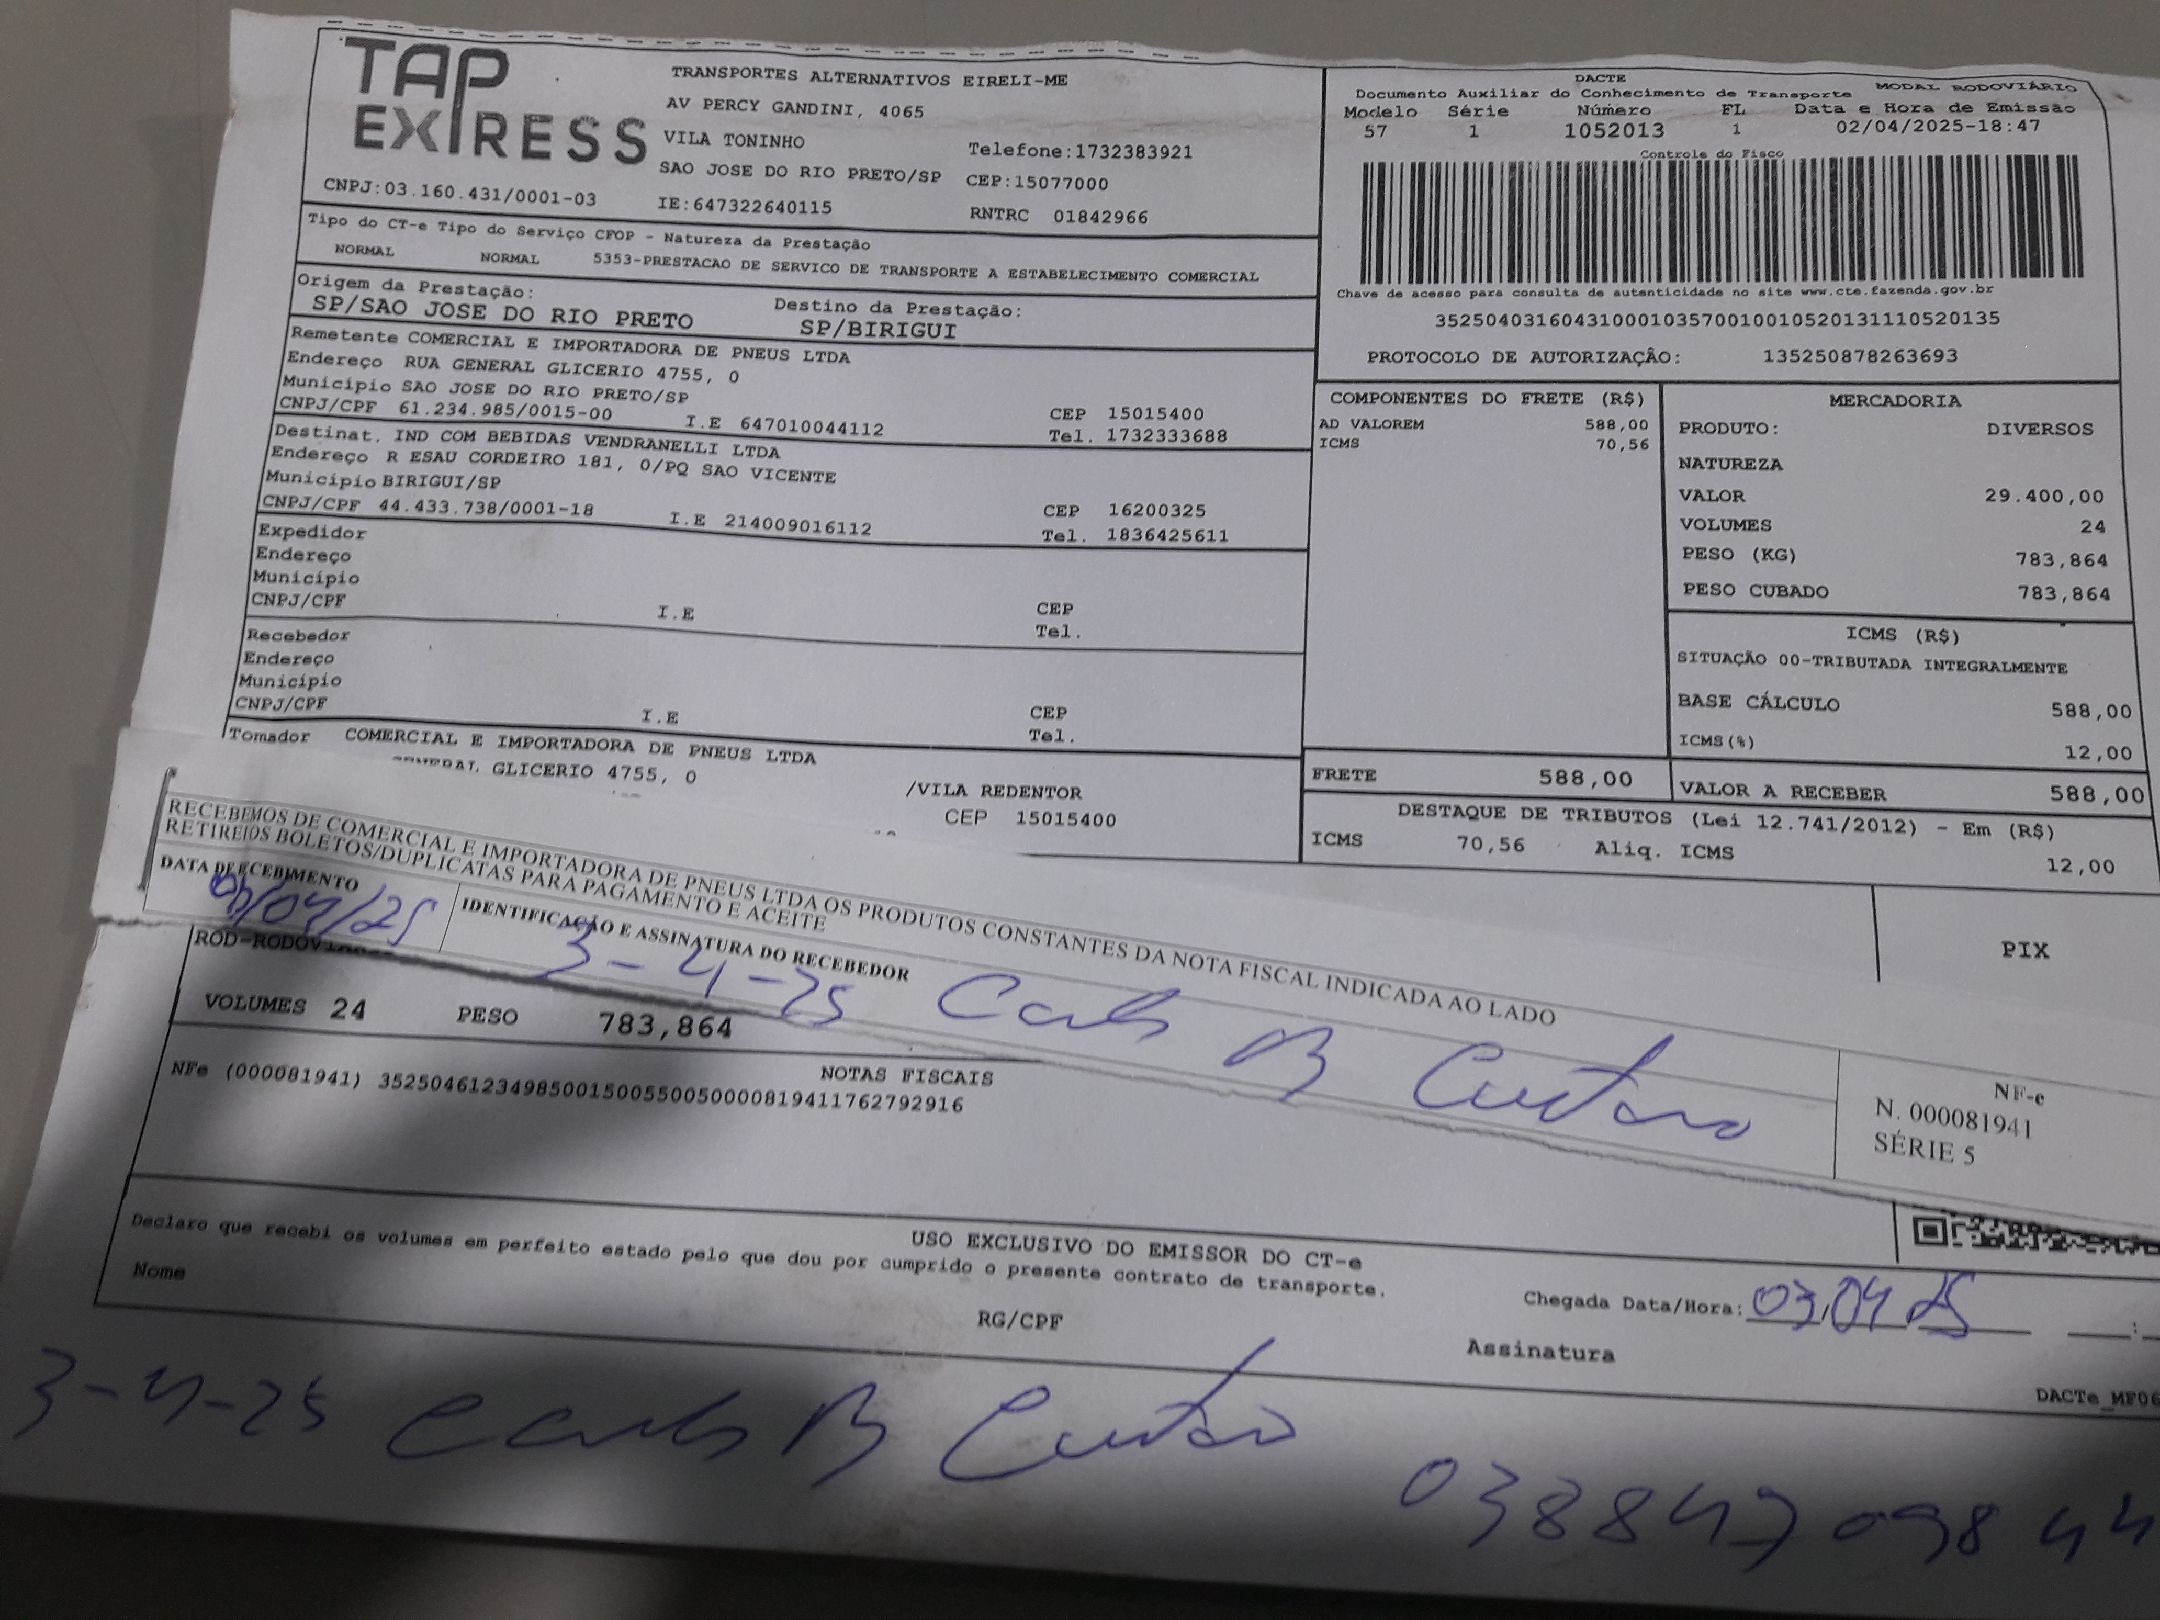 TAP EXPRESS
TRANSPORTES ALTERNATIVOS EIRELI-ME
AV PERCY GANDINI, 4065
VILA TONINHO Telefone:1732383921
SAO JOSE DO RIO PRETO/SP CEP:15077000
CNPJ:03.160.431/0001-03 IE:647322640115 RNTRC 01842966
DACTE
Documento Auxiliar do Conhecimento de Transporte MODAL RODOVIÁRIO
Modelo Série Número FL Data e Hora de Emissão
57 1 1052013 1 02/04/2025-18:47
Controle do Fisco
Chave de acesso para consulta de autenticidade no site www.cte.fazenda.gov.br
35250403160431000103570010010520131110520135
PROTOCOLO DE AUTORIZAÇÃO: 135250878263693
Tipo do CT-e Tipo do Serviço CFOP - Natureza da Prestação
NORMAL NORMAL 5353-PRESTACAO DE SERVICO DE TRANSPORTE A ESTABELECIMENTO COMERCIAL
Origem da Prestação: Destino da Prestação:
SP/SAO JOSE DO RIO PRETO SP/BIRIGUI
Remetente COMERCIAL E IMPORTADORA DE PNEUS LTDA
Endereço RUA GENERAL GLICERIO 4755, 0
Município SAO JOSE DO RIO PRETO/SP CEP 15015400
CNPJ/CPF 61.234.985/0015-00 I.E 647010044112 Tel. 1732333688
Destinat. IND COM BEBIDAS VENDRANELLI LTDA
Endereço R ESAU CORDEIRO 181, 0/PQ SAO VICENTE
Município BIRIGUI/SP CEP 16200325
CNPJ/CPF 44.433.738/0001-18 I.E 214009016112 Tel. 1836425611
Expedidor
Endereço
Município CEP
CNPJ/CPF I.E Tel.
Recebedor
Endereço
Município CEP
CNPJ/CPF I.E Tel.
Tomador COMERCIAL E IMPORTADORA DE PNEUS LTDA
GLICERIO 4755, 0 /VILA REDENTOR
CEP 15015400
COMPONENTES DO FRETE (R$)
AD VALOREM 588,00
ICMS 70,56
MERCADORIA
PRODUTO: DIVERSOS
NATUREZA
VALOR 29.400,00
VOLUMES 24
PESO (KG) 783,864
PESO CUBADO 783,864
ICMS (R$)
SITUAÇÃO 00-TRIBUTADA INTEGRALMENTE
BASE CÁLCULO 588,00
ICMS(%) 12,00
FRETE 588,00 VALOR A RECEBER 588,00
DESTAQUE DE TRIBUTOS (Lei 12.741/2012) - Em (R$)
ICMS 70,56 Aliq. ICMS 12,00
PIX
RECEBEMOS DE COMERCIAL E IMPORTADORA DE PNEUS LTDA OS PRODUTOS CONSTANTES DA NOTA FISCAL INDICADA AO LADO
RETIREI OS BOLETOS/DUPLICATAS PARA PAGAMENTO E ACEITE
DATA DE RECEBIMENTO IDENTIFICAÇÃO E ASSINATURA DO RECEBEDOR
/04/25 3-4-25 Carlos B
NF-e
N. 000081941
SÉRIE 5
VOLUMES 24 PESO 783,864
NOTAS FISCAIS
NFe (000081941) 35250461234985001500550050000819411762792916
USO EXCLUSIVO DO EMISSOR DO CT-e
Declaro que recebi os volumes em perfeito estado pelo que dou por cumprido o presente contrato de transporte.
Nome RG/CPF Chegada Data/Hora: 03/04 25
Assinatura
DACTe_MF06
3-4-25 Carlos B